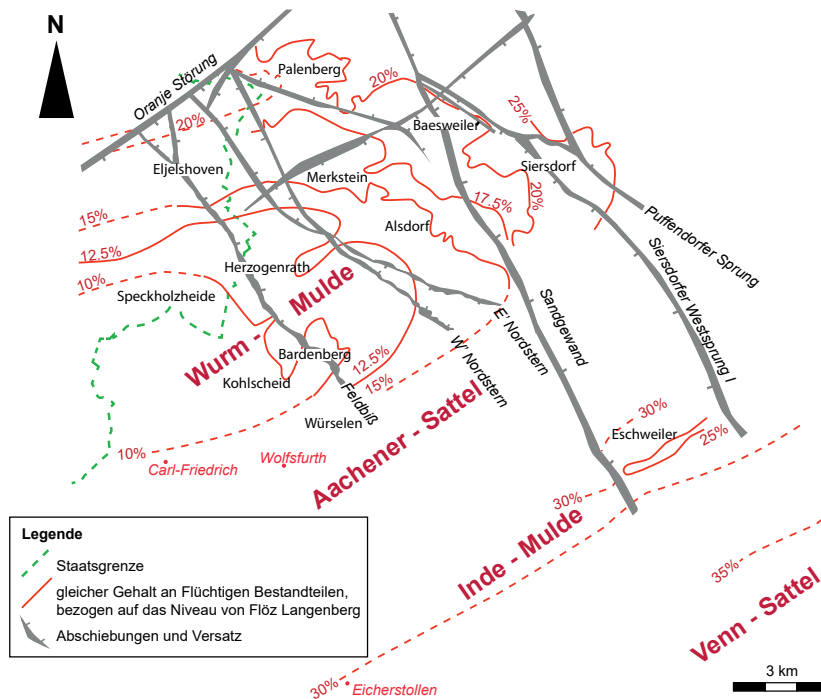 N
Oranje Störung
Palenberg
20%
20%
25%
Baesweiler
Eljelshoven
Siersdorf
Merkstein
17.5%
20%
15%
Alsdorf
Puffendorfer Sprung
12.5%
10%
Herzogenrath
Speckholzheide
Wurm - Mulde
Sandgewand
Siersdorfer Westsprung I
E' Nordstern
W' Nordstern
Bardenberg
12.5%
Kohlscheid
15%
Feldbiß
Würselen
30%
Eschweiler
25%
10%
Carl-Friedrich
Wolfsfurth
Aachener - Sattel
30%
Inde - Mulde
35%
Venn - Sattel
Legende
Staatsgrenze
gleicher Gehalt an Flüchtigen Bestandteilen,
bezogen auf das Niveau von Flöz Langenberg
Abschiebungen und Versatz
30%
Eicherstollen
3 km